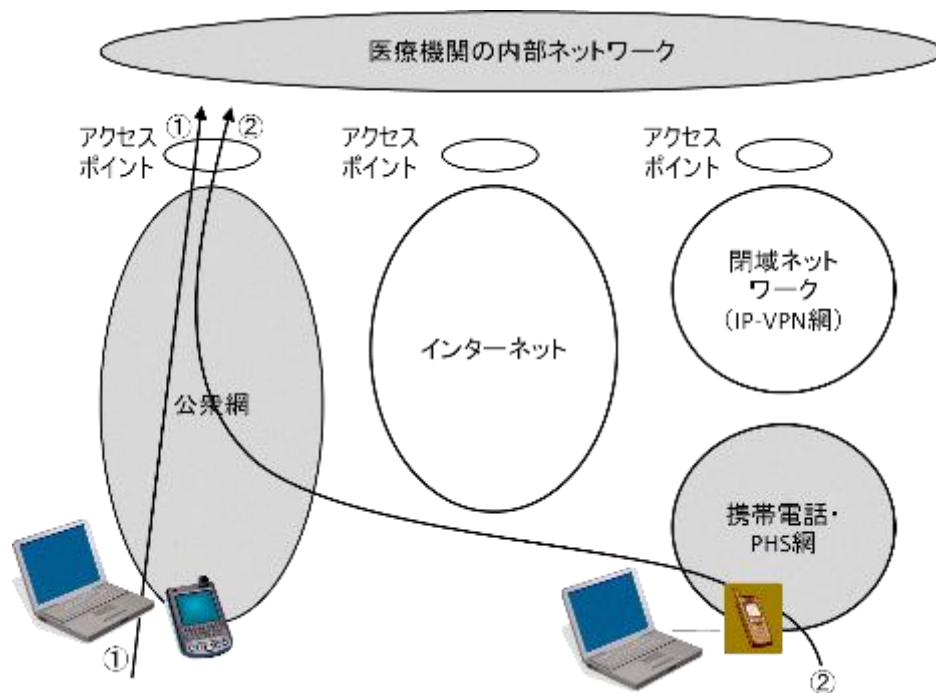 医療機関の内部ネットワーク
①
②
アクセス
ポイント
アクセス
ポイント
アクセス
ポイント
閉域ネット
ワーク
(IP-VPN網)
インターネット
公衆網
携帯電話・
PHS網
①
②